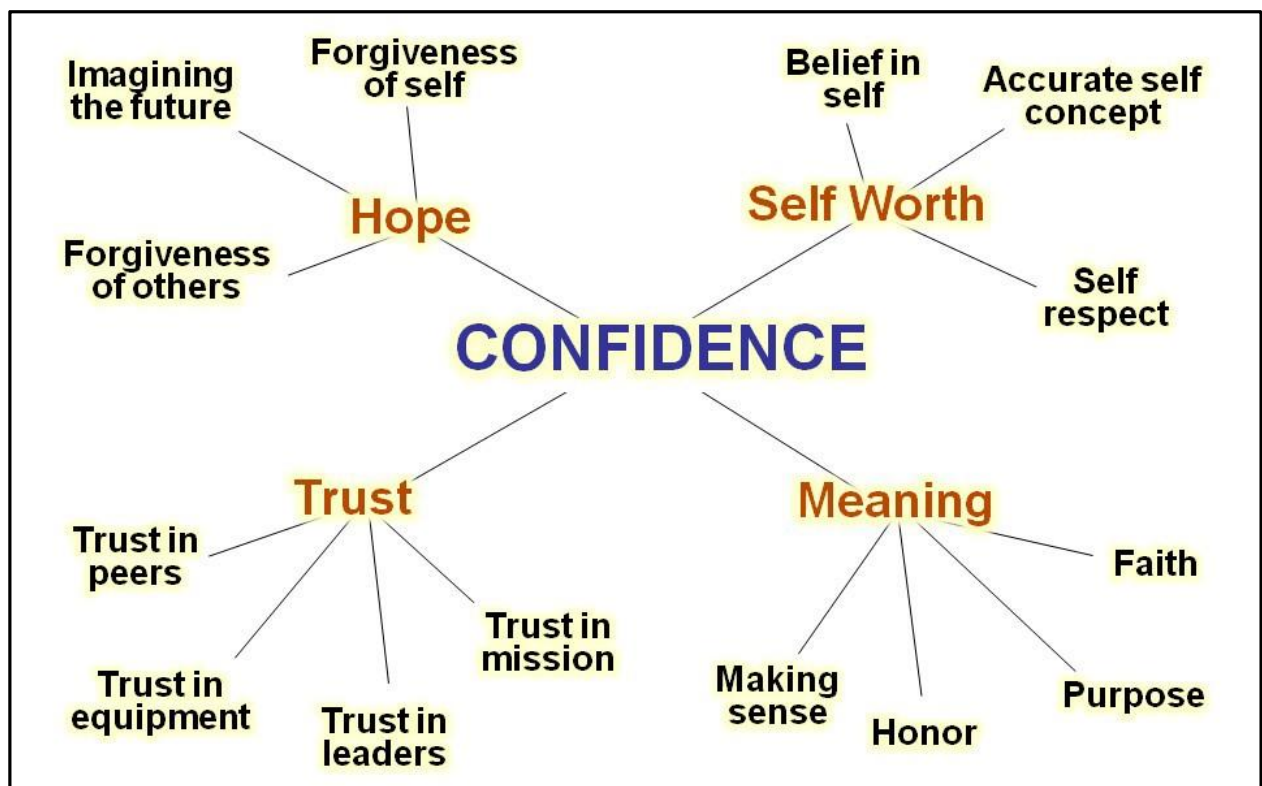 Imagining
the future
Forgiveness
of self
Hope
Forgiveness
of others
Belief in
self
Accurate self
concept
Self Worth
Self
respect
CONFIDENCE
Trust
Trust in
peers
Trust in
equipment
Trust in
leaders
Trust in
mission
Meaning
Making
sense
Honor
Purpose
Faith